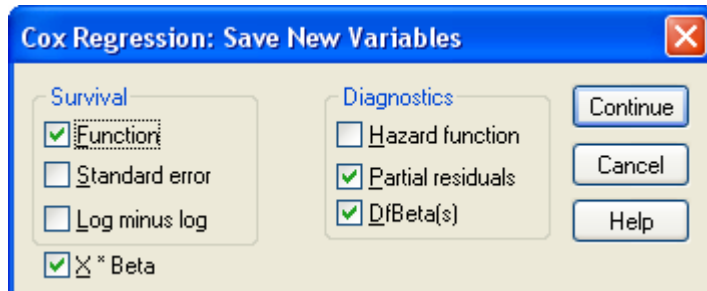 Cox Regression: Save New Variables
Survival
Function
Standard error
Log minus log
X * Beta
Diagnostics
Hazard function
Partial residuals
DfBeta(s)
Continue
Cancel
Help